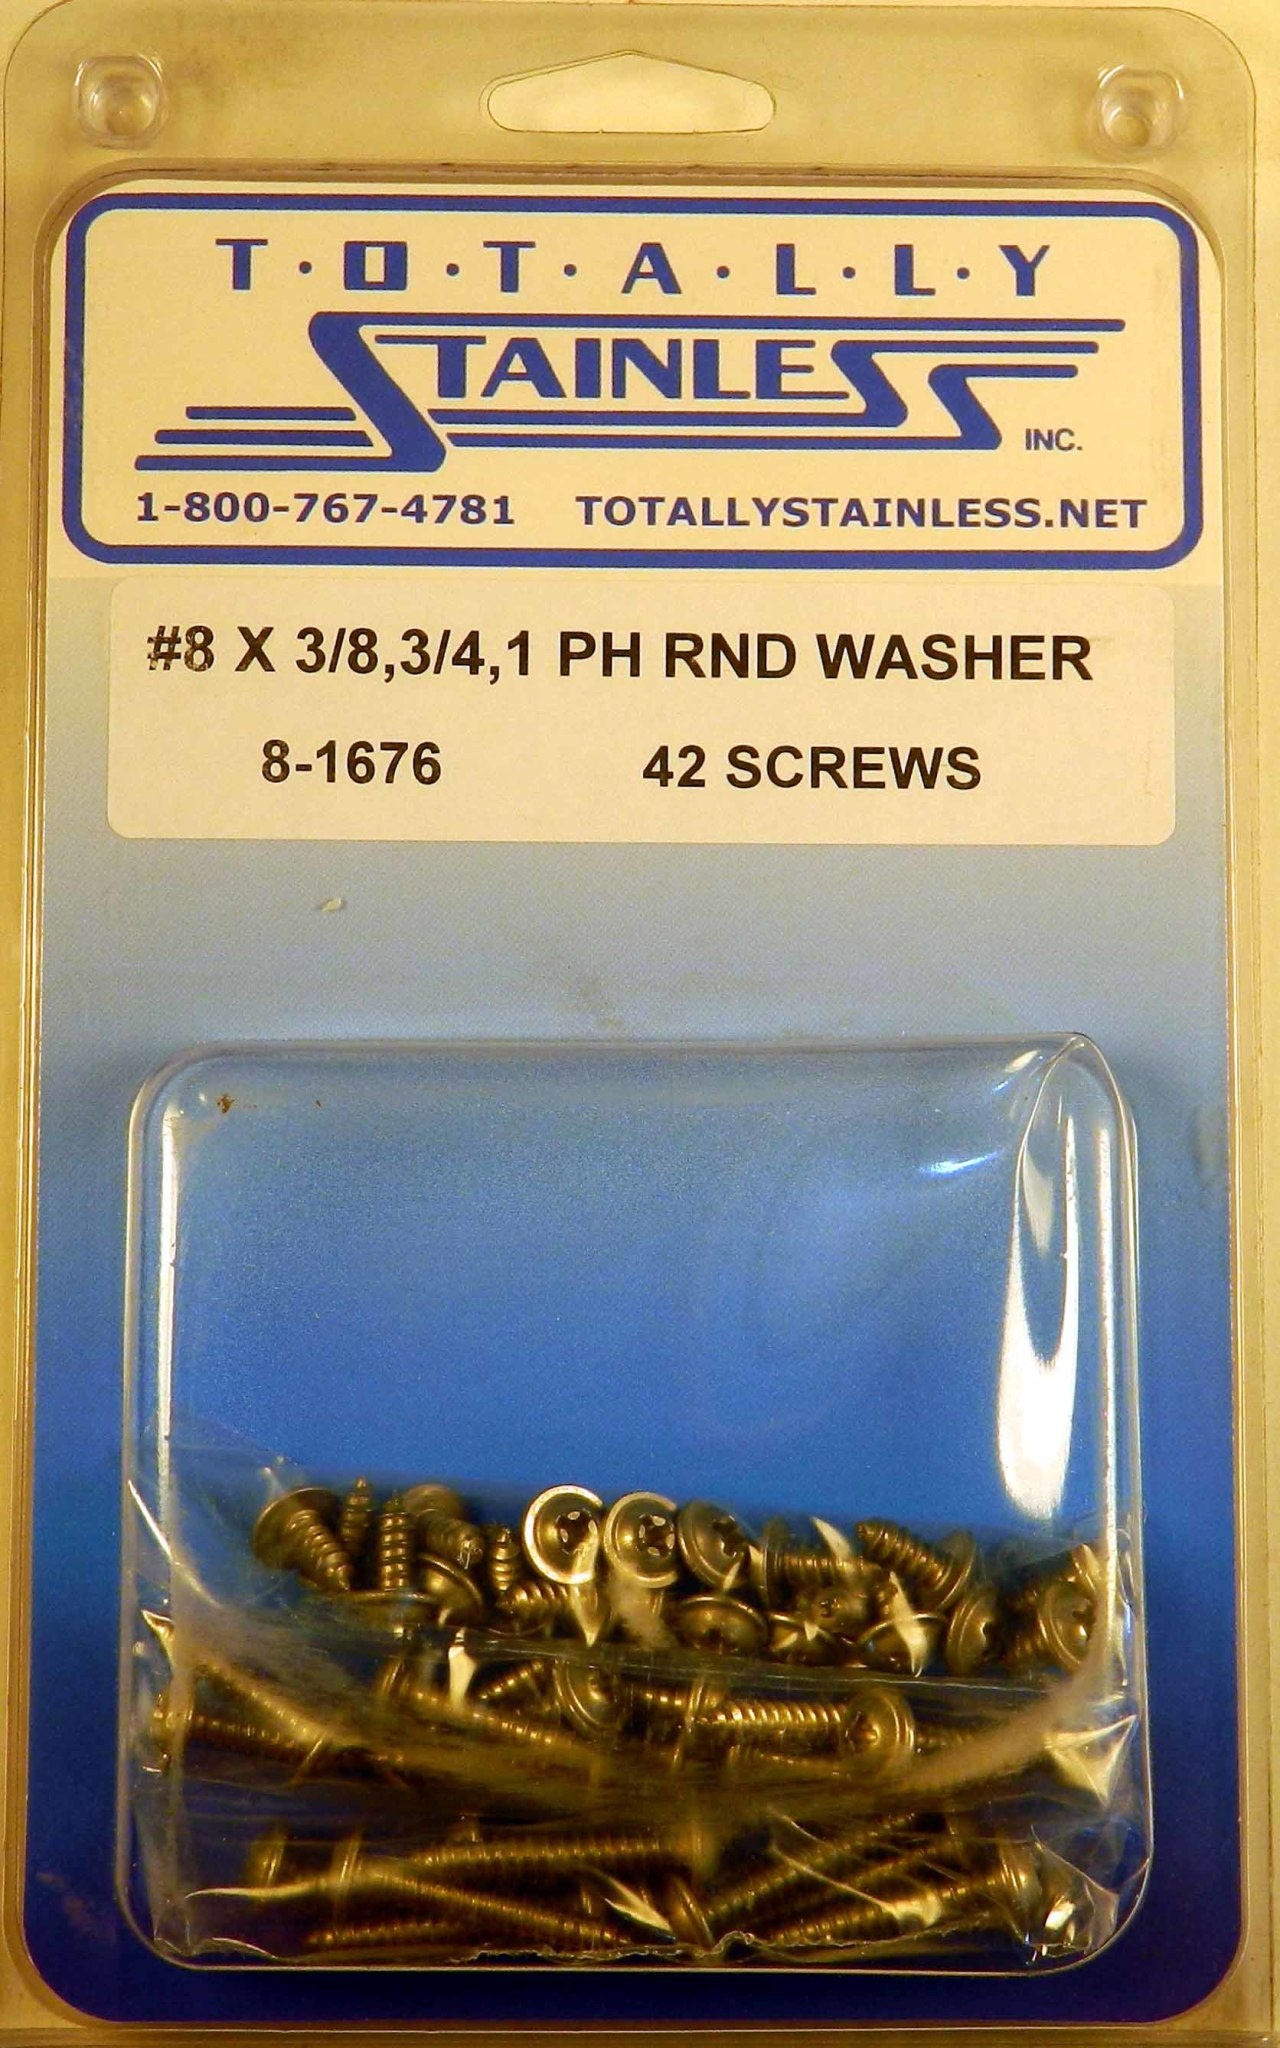 T·O·T·A·L·L·Y
STAINLESS INC.
1-800-767-4781 TOTALLYSTAINLESS.NET
#8 X 3/8,3/4,1 PH RND WASHER
8-1676 42 SCREWS